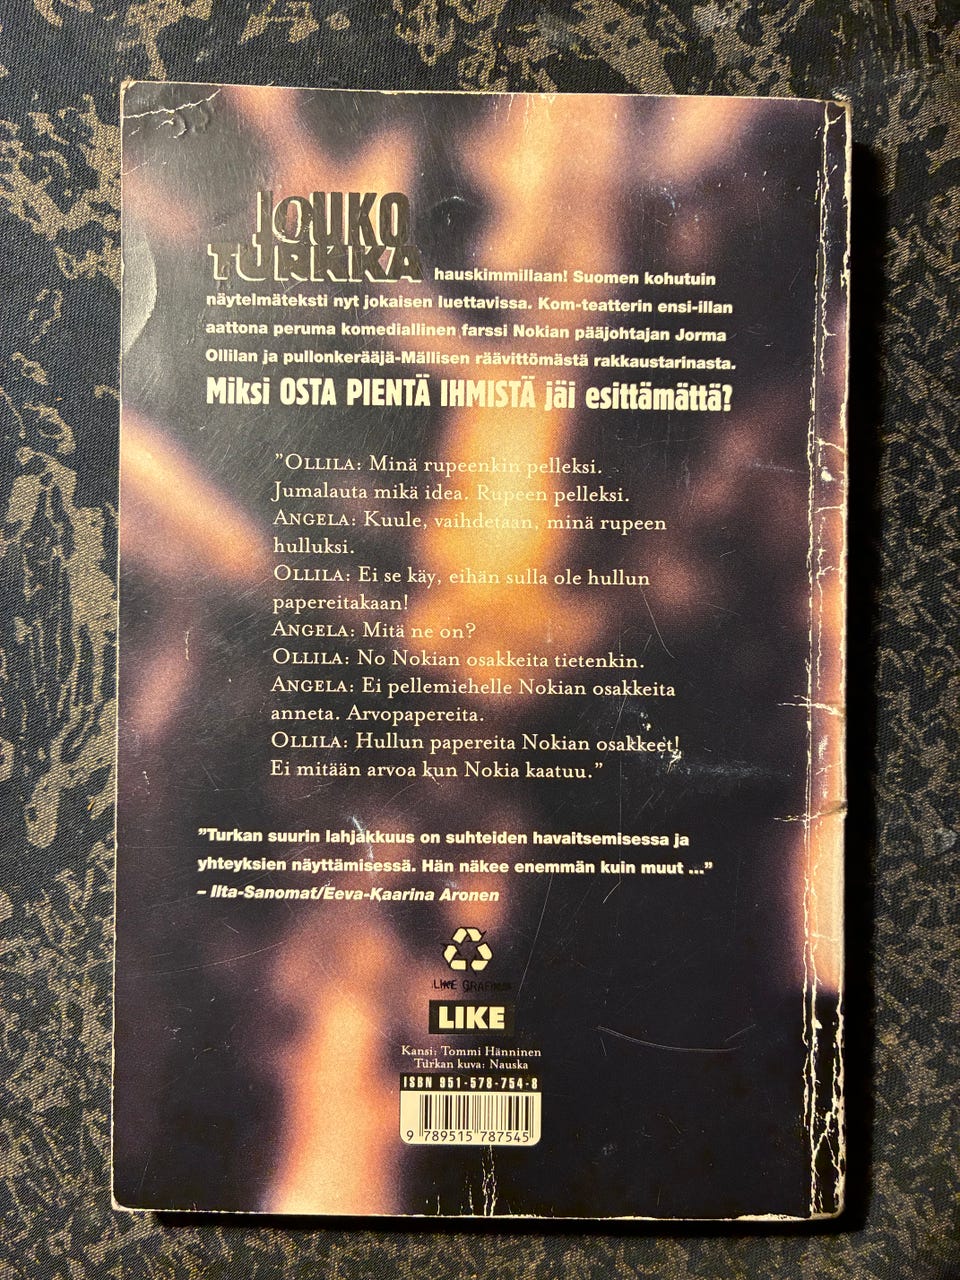 JOUKO
TURKKA hauskimmillaan! Suomen kohutuin
näytelmäteksti nyt jokaisen luettavissa. Kom-teatterin ensi-illan
aattona peruma komediallinen farssi Nokian pääjohtajan Jorma
Ollilan ja pullonkerääjä-Mällisen räävittömästä rakkaustarinasta.
Miksi OSTA PIENTÄ IHMISTÄ jäi esittämättä?
”OLLILA: Minä rupeenkin pelleksi.
Jumalauta mikä idea. Rupeen pelleksi.
ANGELA: Kuule, vaihdetaan, minä rupeen
hulluksi.
OLLILA: Ei se käy, eihän sulla ole hullun
papereitakaan!
ANGELA: Mitä ne on?
OLLILA: No Nokian osakkeita tietenkin.
ANGELA: Ei pellemiehelle Nokian osakkeita
anneta. Arvopapereita.
OLLILA: Hullun papereita Nokian osakkeet!
Ei mitään arvoa kun Nokia kaatuu.”
”Turkan suurin lahjakkuus on suhteiden havaitsemisessa ja
yhteyksien näyttämisessä. Hän näkee enemmän kuin muut ...”
– Ilta-Sanomat/Eeva-Kaarina Aronen
LIKE
LIKE
Kansi: Tommi Hänninen
Turkan kuva: Nauska
ISBN 951-578-754-8
9 789515 787545